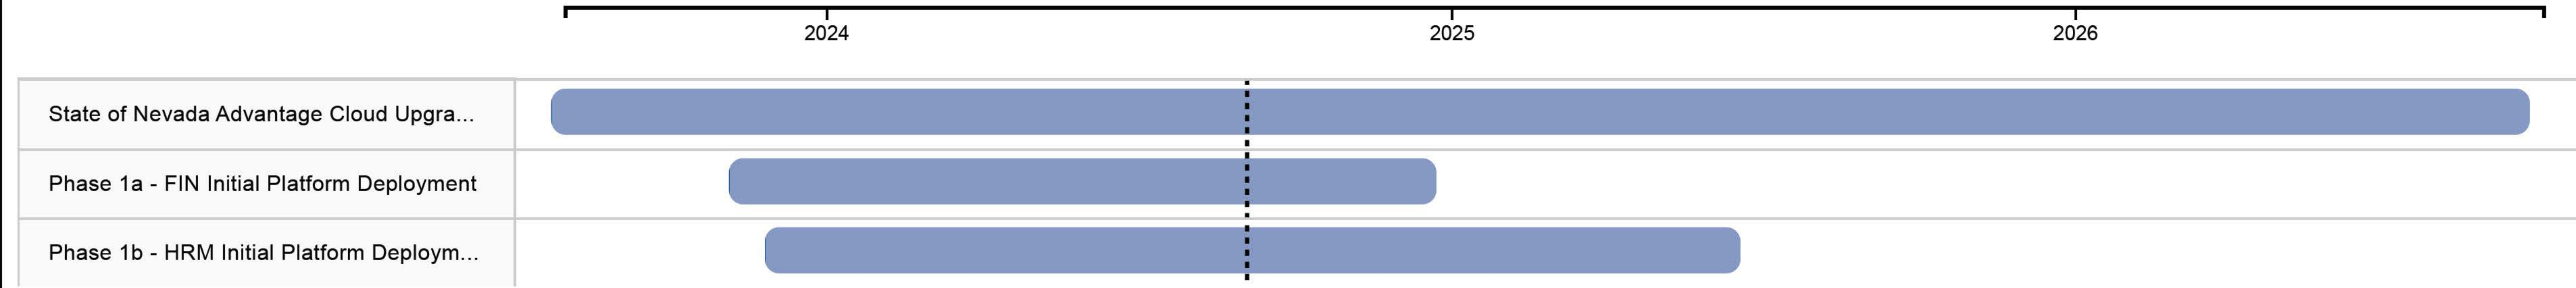 2024 2025 2026
State of Nevada Advantage Cloud Upgra...
Phase 1a - FIN Initial Platform Deployment
Phase 1b - HRM Initial Platform Deploym...